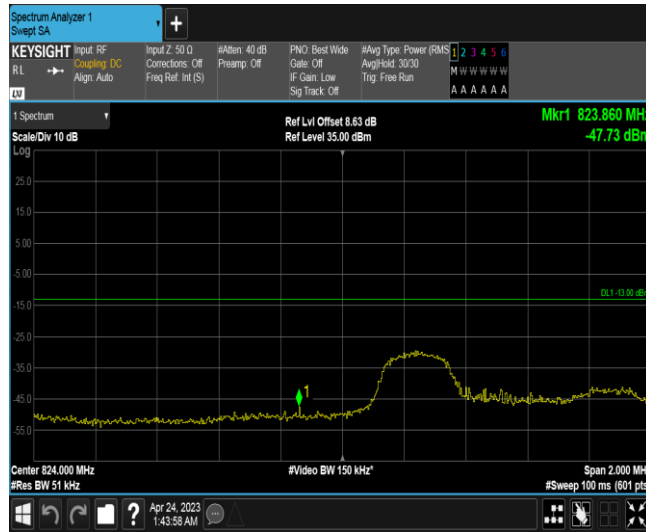 Spectrum Analyzer 1
Swept SA
+
KEYSIGHT
RL
LXI
Input: RF
Coupling: DC
Align: Auto
Input Z: 50 Ω
Corrections: Off
Freq Ref: Int (S)
#Atten: 40 dB
Preamp: Off
PNO: Best Wide
Gate: Off
IF Gain: Low
Sig Track: Off
#Avg Type: Power (RMS
Avg|Hold: 30/30
Trig: Free Run
1 2 3 4 5 6
M W W W W W
A A A A A A
1 Spectrum
Scale/Div 10 dB
Log
Ref Lvl Offset 8.63 dB
Ref Level 35.00 dBm
Mkr1 823.860 MHz
-47.73 dBm
25.0
15.0
5.00
-5.00
-15.0
-25.0
-35.0
-45.0
-55.0
DL1 -13.00 dBm
1
Center 824.000 MHz
#Res BW 51 kHz
#Video BW 150 kHz*
Span 2.000 MHz
#Sweep 100 ms (601 pts)
?
Apr 24, 2023
1:43:58 AM